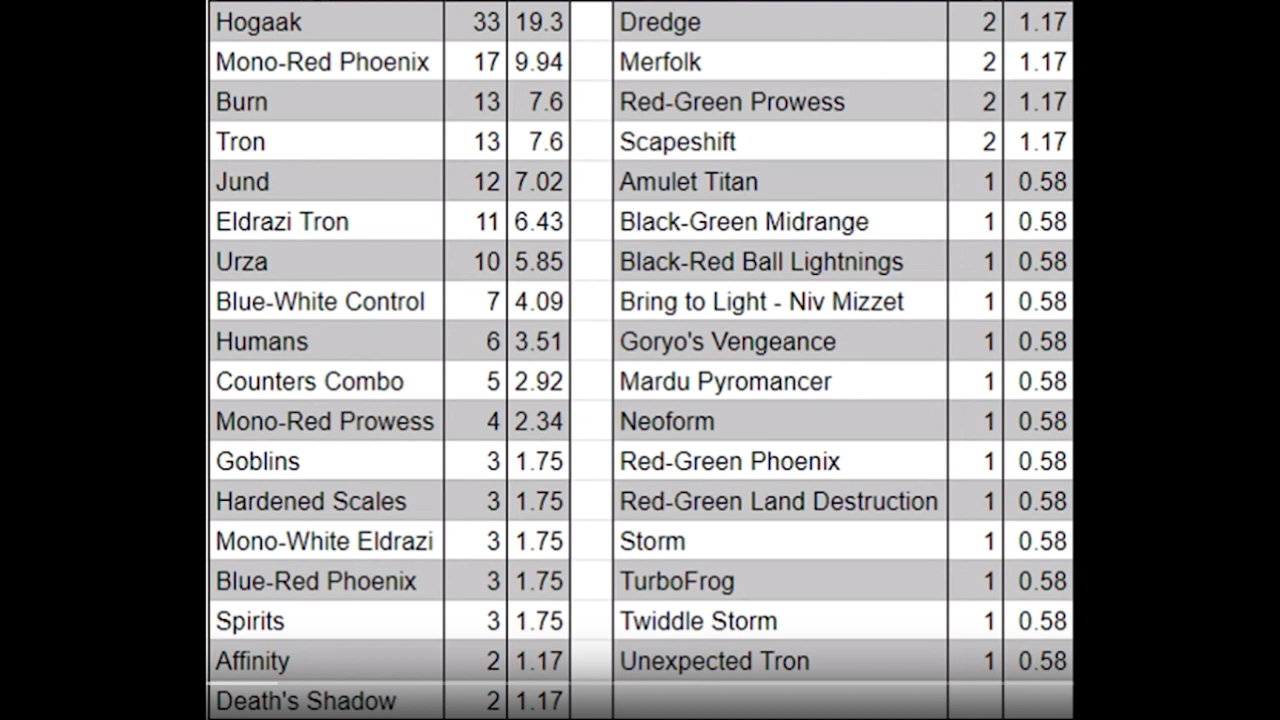 Hogaak 33 19.3 Dredge 2 1.17
Mono-Red Phoenix 17 9.94 Merfolk 2 1.17
Burn 13 7.6 Red-Green Prowess 2 1.17
Tron 13 7.6 Scapeshift 2 1.17
Jund 12 7.02 Amulet Titan 1 0.58
Eldrazi Tron 11 6.43 Black-Green Midrange 1 0.58
Urza 10 5.85 Black-Red Ball Lightnings 1 0.58
Blue-White Control 7 4.09 Bring to Light - Niv Mizzet 1 0.58
Humans 6 3.51 Goryo's Vengeance 1 0.58
Counters Combo 5 2.92 Mardu Pyromancer 1 0.58
Mono-Red Prowess 4 2.34 Neoform 1 0.58
Goblins 3 1.75 Red-Green Phoenix 1 0.58
Hardened Scales 3 1.75 Red-Green Land Destruction 1 0.58
Mono-White Eldrazi 3 1.75 Storm 1 0.58
Blue-Red Phoenix 3 1.75 TurboFrog 1 0.58
Spirits 3 1.75 Twiddle Storm 1 0.58
Affinity 2 1.17 Unexpected Tron 1 0.58
Death's Shadow 2 1.17